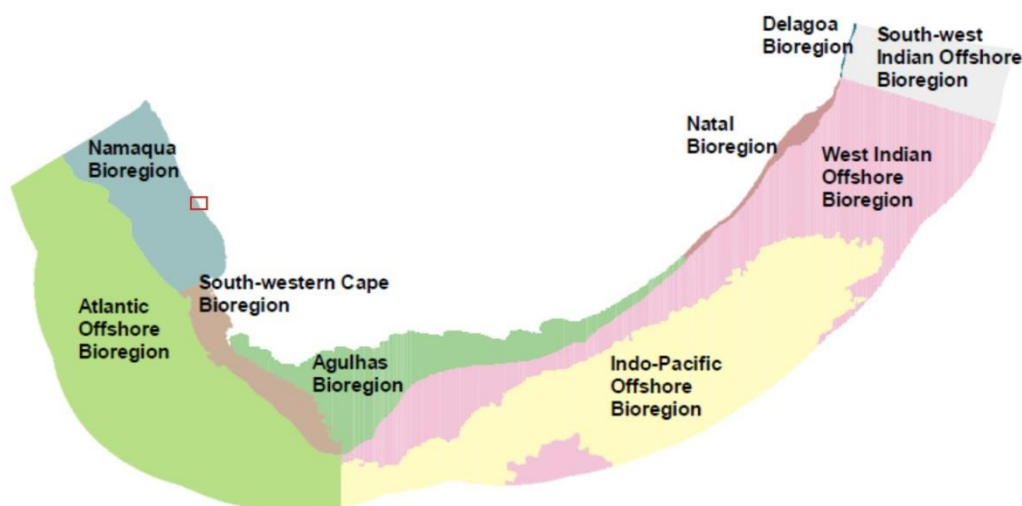 Delagoa
Bioregion
South-west
Indian Offshore
Bioregion
Namaqua
Bioregion
Natal
Bioregion
West Indian
Offshore
Bioregion
South-western Cape
Bioregion
Atlantic
Offshore
Bioregion
Agulhas
Bioregion
Indo-Pacific
Offshore
Bioregion